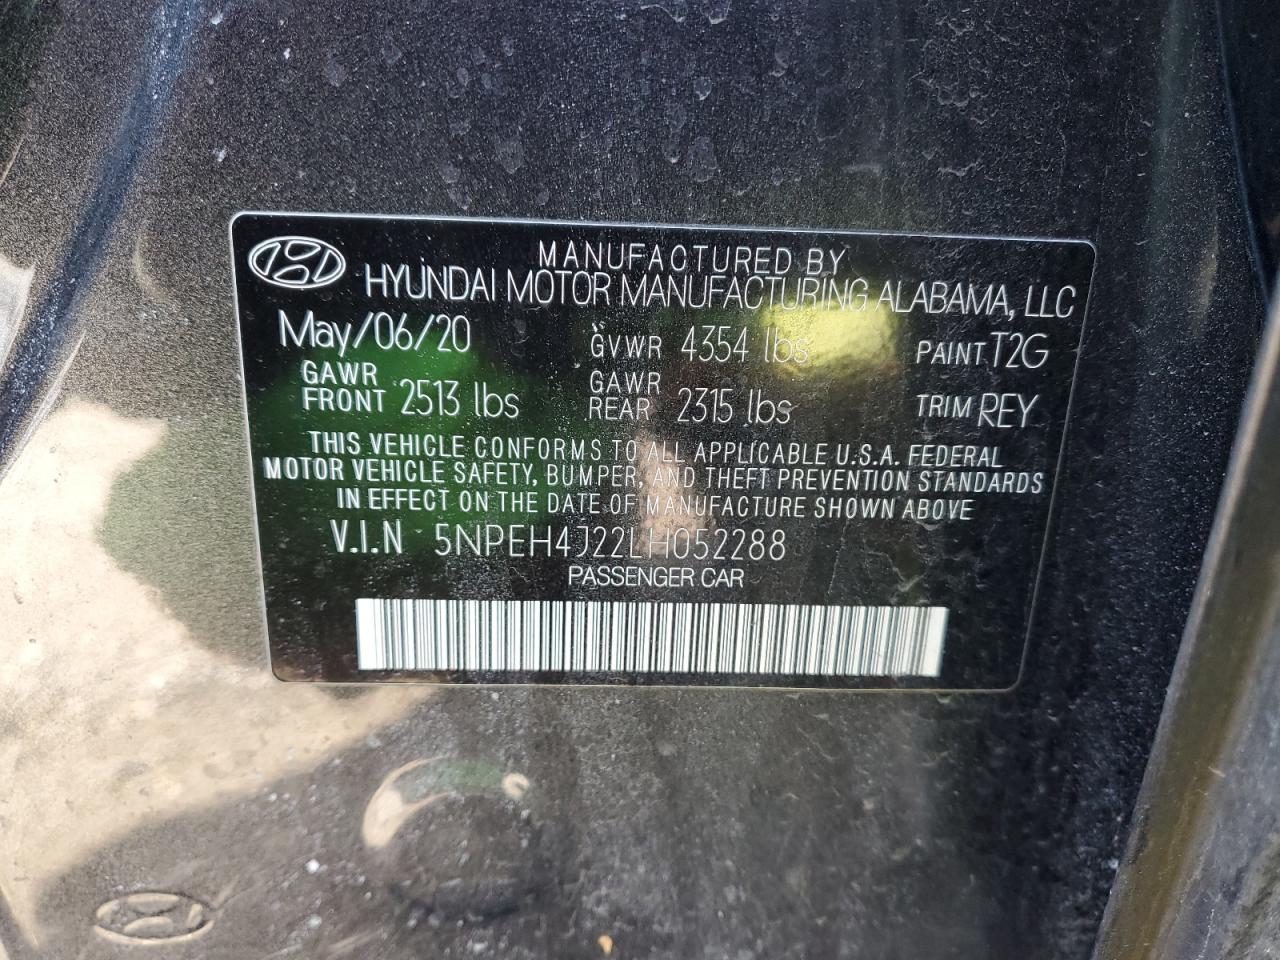 MANUFACTURED BY
HYUNDAI MOTOR MANUFACTURING ALABAMA, LLC
May/06/20 GVWR 4354 lbs PAINT T2G
GAWR FRONT 2513 lbs GAWR REAR 2315 lbs TRIM REY
THIS VEHICLE CONFORMS TO ALL APPLICABLE U.S.A. FEDERAL
MOTOR VEHICLE SAFETY, BUMPER, AND THEFT PREVENTION STANDARDS
IN EFFECT ON THE DATE OF MANUFACTURE SHOWN ABOVE
V.I.N 5NPEH4J22LH052288
PASSENGER CAR